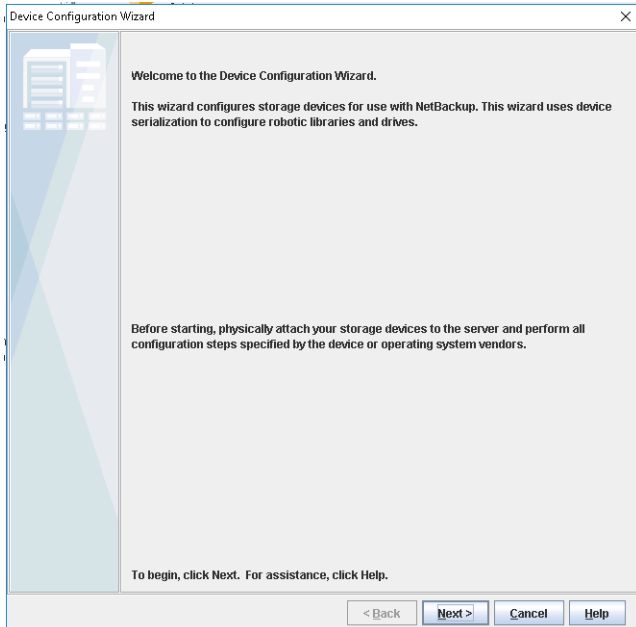 Device Configuration Wizard
Welcome to the Device Configuration Wizard.
This wizard configures storage devices for use with NetBackup. This wizard uses device
serialization to configure robotic libraries and drives.
Before starting, physically attach your storage devices to the server and perform all
configuration steps specified by the device or operating system vendors.
To begin, click Next. For assistance, click Help.
< Back Next > Cancel Help